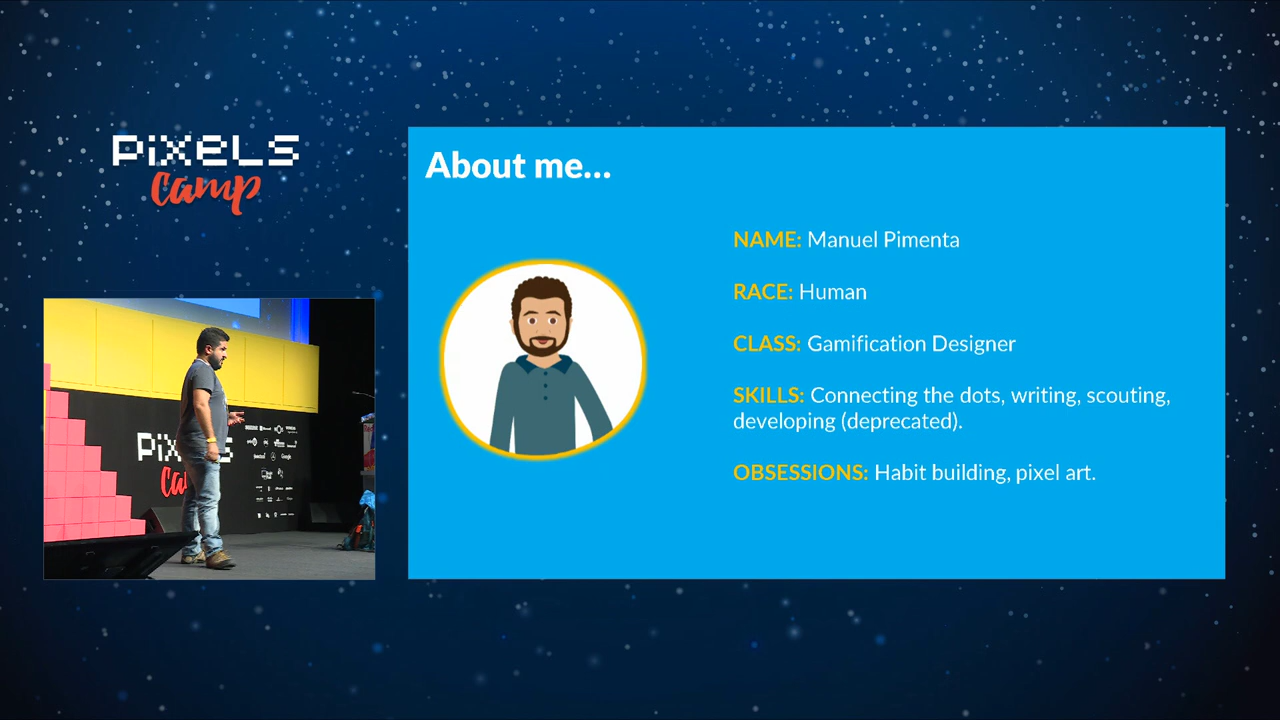 pixels
camp
About me...
NAME: Manuel Pimenta
RACE: Human
CLASS: Gamification Designer
SKILLS: Connecting the dots, writing, scouting,
developing (deprecated).
OBSESSIONS: Habit building, pixel art.